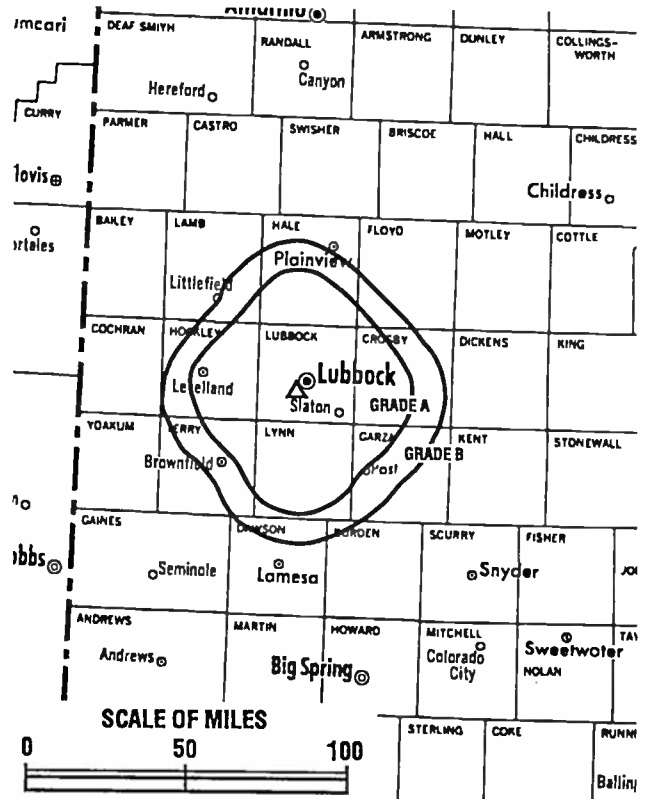 DEAF SMITH
RANDALL
ARMSTRONG
COLLINGS-
WORTH
Canyon
Hereford
CURRY
PARMER
CASTRO
SWISHER
BRISCOE
HALL
CHILDRESS
Childress
BAILEY
LAMB
HALE
FLOYD
MOTLEY
COTTLE
Plainview
Littlefield
COCHRAN
HOCKLEY
LUBBOCK
CROSBY
DICKENS
KING
Lubbock
Levelland
Slaton
GRADE A
YOAKUM
TERRY
LYNN
GARZA
KENT
STONEWALL
GRADE B
Brownfield
Post
GAINES
DAWSON
BORDEN
SCURRY
FISHER
Seminole
Lamesa
Snyder
ANDREWS
MARTIN
HOWARD
MITCHELL
Sweetwater
Andrews
Big Spring
Colorado
City
NOLAN
SCALE OF MILES
0 50 100
STERLING
COKE